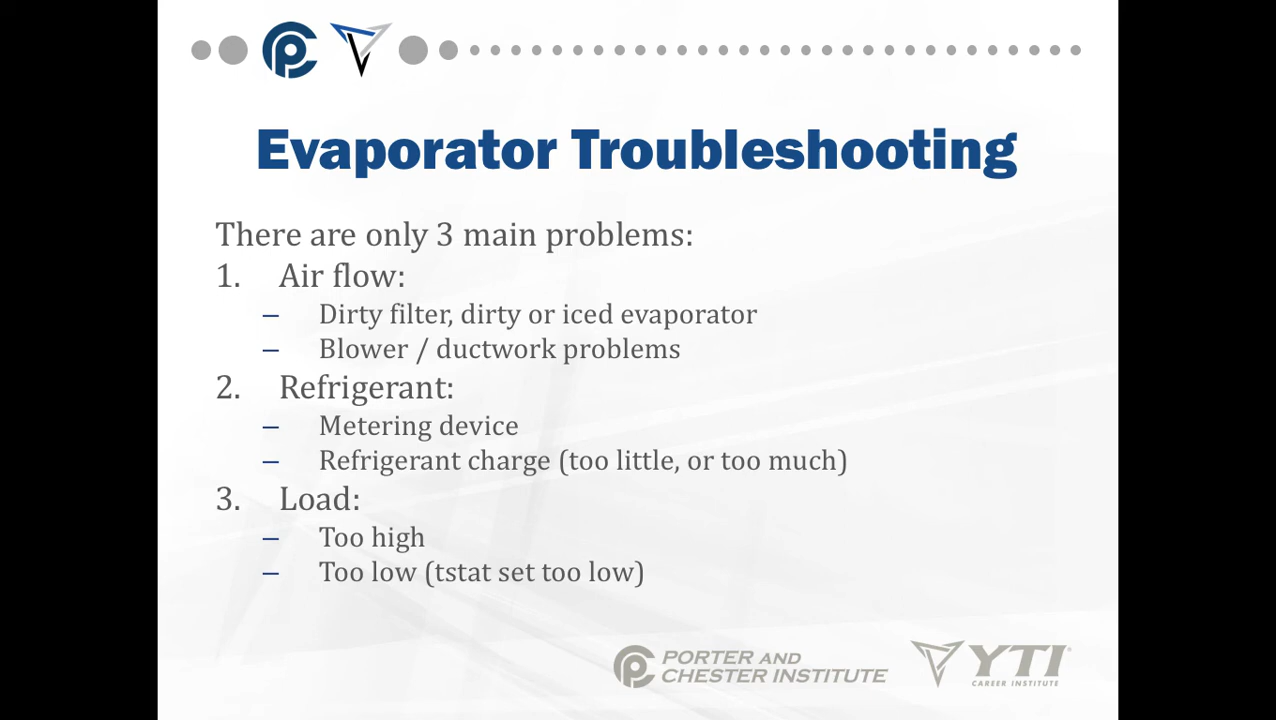 Evaporator Troubleshooting
There are only 3 main problems:
1. Air flow:
– Dirty filter, dirty or iced evaporator
– Blower / ductwork problems
2. Refrigerant:
– Metering device
– Refrigerant charge (too little, or too much)
3. Load:
– Too high
– Too low (tstat set too low)
PORTER AND
CHESTER INSTITUTE
YTI
CAREER INSTITUTE